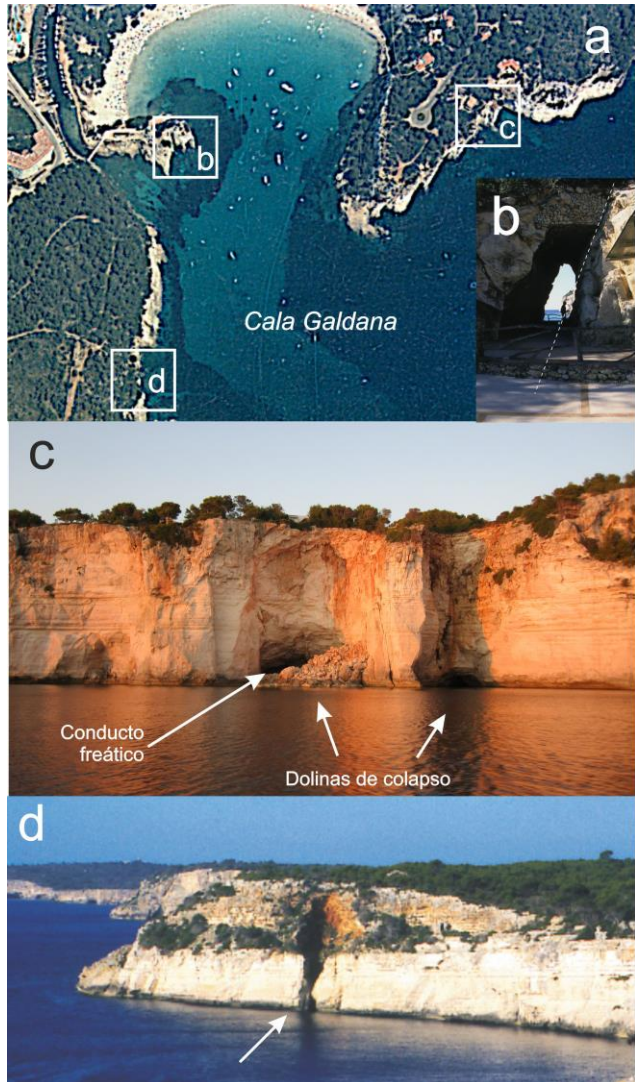 a
b
c
b
Cala Galdana
d
c
Conducto
freático
Dolinas de colapso
d